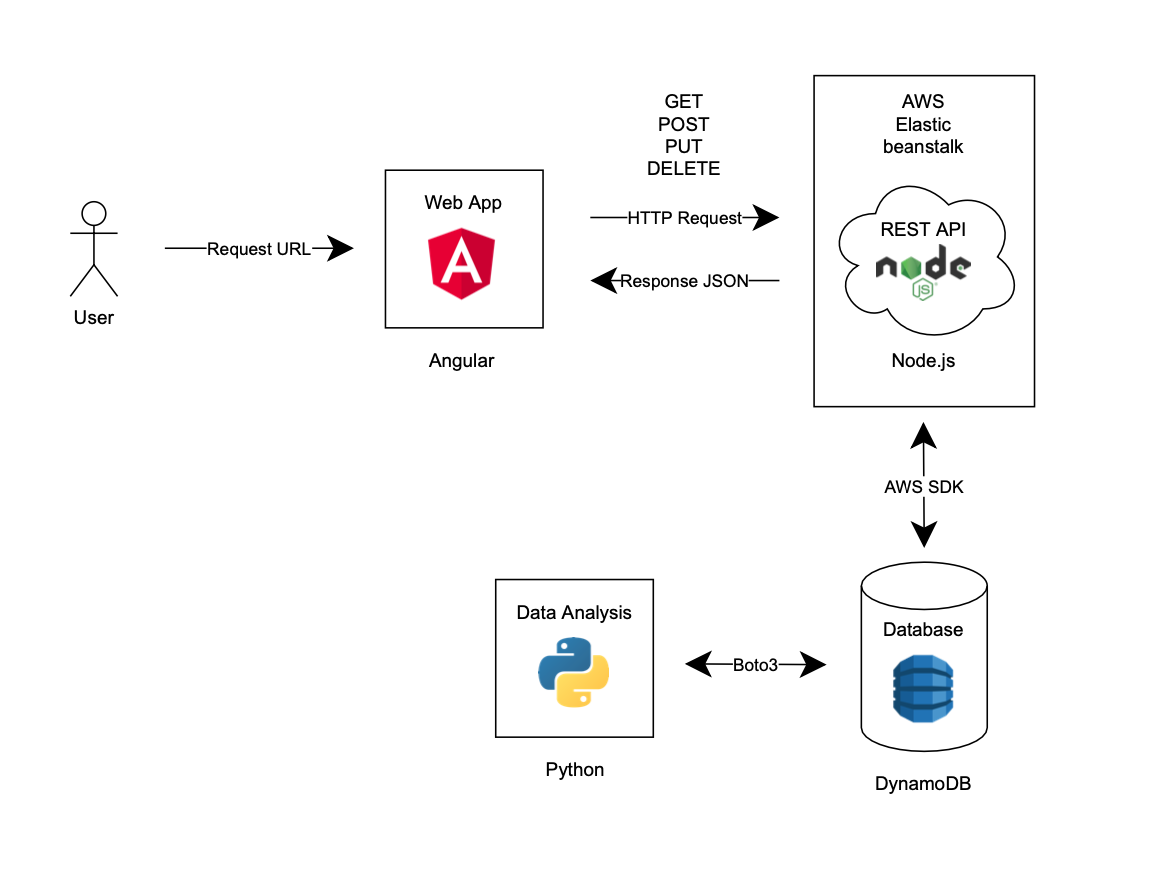 GET
POST
PUT
DELETE
AWS
Elastic
beanstalk
Web App
HTTP Request
REST API
node
JS
Request URL
Response JSON
User
Angular
Node.js
AWS SDK
Data Analysis
Database
Boto3
Python
DynamoDB